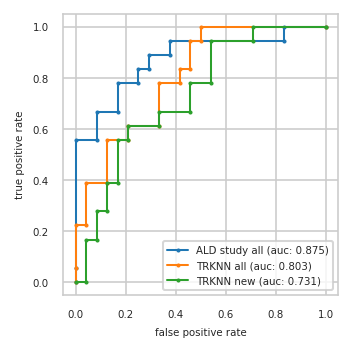 1.0
0.8
0.6
0.4
0.2
0.0
true positive rate
ALD study all (auc: 0.875)
TRKNN all (auc: 0.803)
TRKNN new (auc: 0.731)
0.0 0.2 0.4 0.6 0.8 1.0
false positive rate